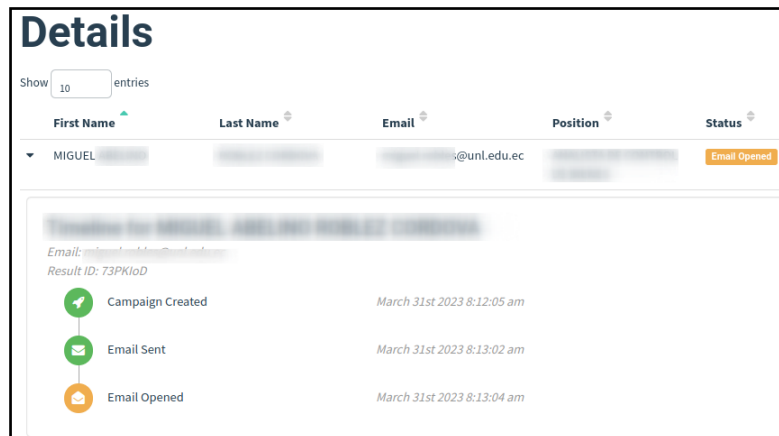 Details
Show 10 entries
First Name Last Name Email Position Status
MIGUEL @unl.edu.ec Email Opened
Email:
Result ID: 73PKIoD
Campaign Created March 31st 2023 8:12:05 am
Email Sent March 31st 2023 8:13:02 am
Email Opened March 31st 2023 8:13:04 am